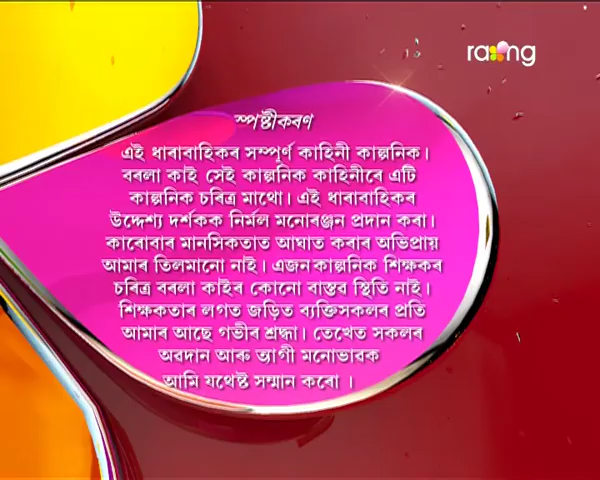 rang
স্পষ্টীকৰণ
এই ধাৰাবাহিকৰ সম্পূৰ্ণ কাহিনী কাল্পনিক।
বৰলা কাই সেই কাল্পনিক কাহিনীৰে এটি
কাল্পনিক চৰিত্ৰ মাথো। এই ধাৰাবাহিকৰ
উদ্দেশ্য দৰ্শকক নিৰ্মল মনোৰঞ্জন প্ৰদান কৰা।
কাৰোবাৰ মানসিকতাত আঘাত কৰাৰ অভিপ্ৰায়
আমাৰ তিলমানো নাই। এজন কাল্পনিক শিক্ষকৰ
চৰিত্ৰ বৰলা কাইৰ কোনো বাস্তৱ স্থিতি নাই।
শিক্ষকতাৰ লগত জড়িত ব্যক্তিসকলৰ প্ৰতি
আমাৰ আছে গভীৰ শ্ৰদ্ধা। তেখেত সকলৰ
অৱদান আৰু ত্যাগী মনোভাৱক
আমি যথেষ্ট সন্মান কৰো ।